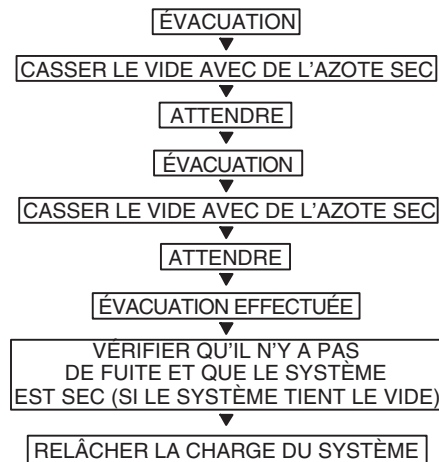 ÉVACUATION
CASSER LE VIDE AVEC DE L'AZOTE SEC
ATTENDRE
ÉVACUATION
CASSER LE VIDE AVEC DE L'AZOTE SEC
ATTENDRE
ÉVACUATION EFFECTUÉE
VÉRIFIER QU'IL N'Y A PAS
DE FUITE ET QUE LE SYSTÈME
EST SEC (SI LE SYSTÈME TIENT LE VIDE)
RELÂCHER LA CHARGE DU SYSTÈME